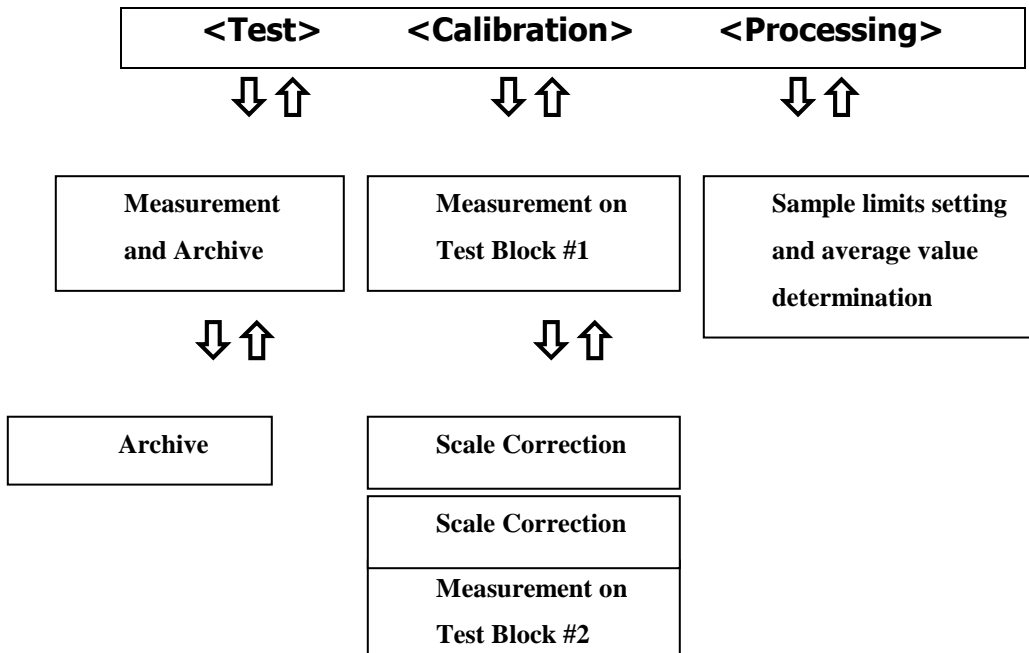 <Test> <Calibration> <Processing>
Measurement
and Archive
Measurement on
Test Block #1
Sample limits setting
and average value
determination
Archive
Scale Correction
Scale Correction
Measurement on
Test Block #2